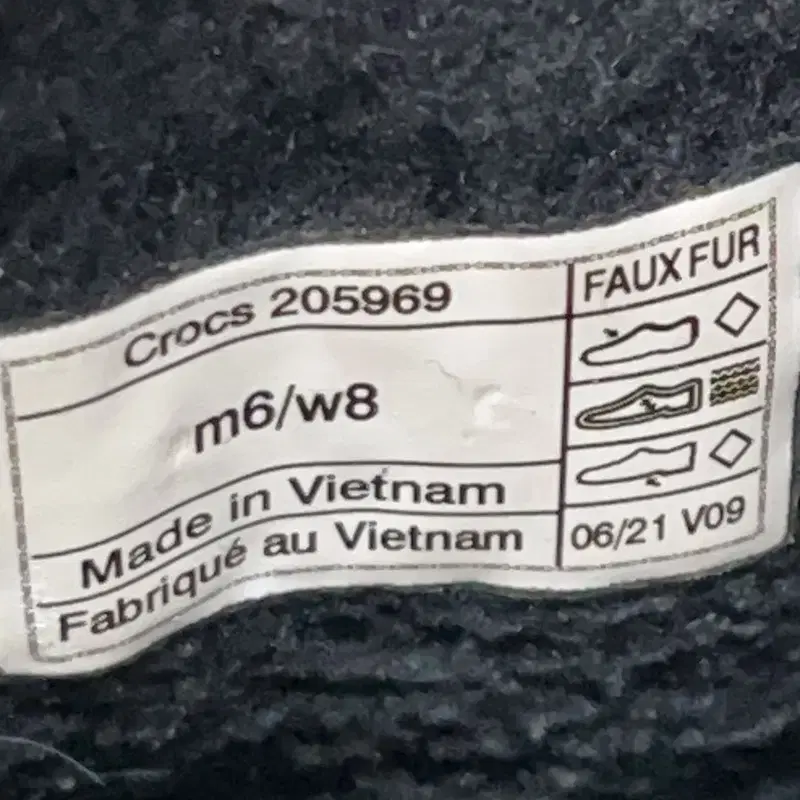 Crocs 205969
m6/w8
Made in Vietnam
Fabriqué au Vietnam
FAUX FUR
06/21 V09